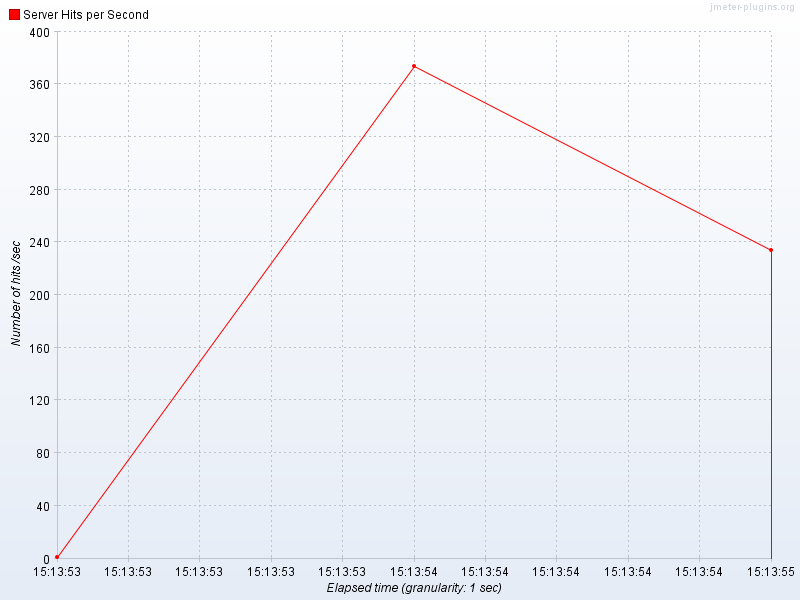 jmeter-plugins.org
Server Hits per Second
400
360
320
280
240
200
160
120
80
40
0
Number of hits /sec
15:13:53 15:13:53 15:13:53 15:13:53 15:13:53 15:13:54 15:13:54 15:13:54 15:13:54 15:13:54 15:13:55
Elapsed time (granularity: 1 sec)